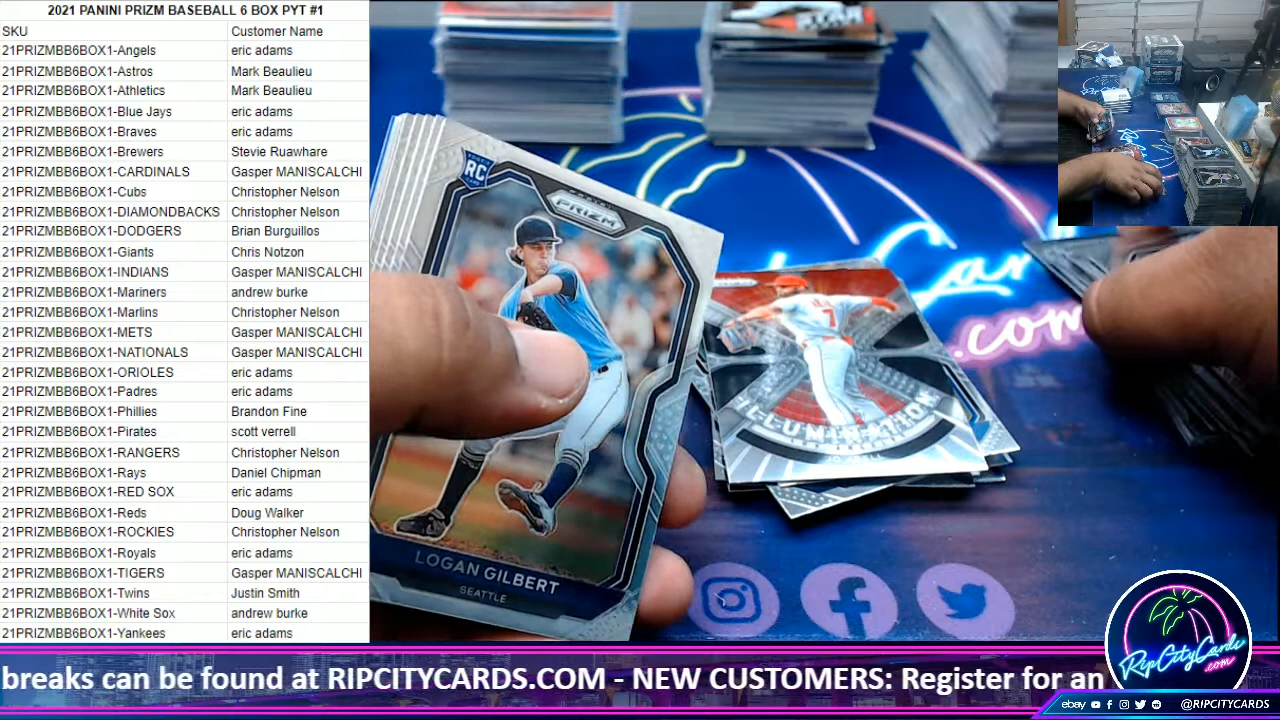 2021 PANINI PRIZM BASEBALL 6 BOX PYT #1
SKU Customer Name
21PRIZMBB6BOX1-Angels eric adams
21PRIZMBB6BOX1-Astros Mark Beaulieu
21PRIZMBB6BOX1-Athletics Mark Beaulieu
21PRIZMBB6BOX1-Blue Jays eric adams
21PRIZMBB6BOX1-Braves eric adams
21PRIZMBB6BOX1-Brewers Stevie Ruawhare
21PRIZMBB6BOX1-CARDINALS Gasper MANISCALCHI
21PRIZMBB6BOX1-Cubs Christopher Nelson
21PRIZMBB6BOX1-DIAMONDBACKS Christopher Nelson
21PRIZMBB6BOX1-DODGERS Brian Burguillos
21PRIZMBB6BOX1-Giants Chris Notzon
21PRIZMBB6BOX1-INDIANS Gasper MANISCALCHI
21PRIZMBB6BOX1-Mariners andrew burke
21PRIZMBB6BOX1-Marlins Christopher Nelson
21PRIZMBB6BOX1-METS Gasper MANISCALCHI
21PRIZMBB6BOX1-NATIONALS Gasper MANISCALCHI
21PRIZMBB6BOX1-ORIOLES eric adams
21PRIZMBB6BOX1-Padres eric adams
21PRIZMBB6BOX1-Phillies Brandon Fine
21PRIZMBB6BOX1-Pirates scott verrell
21PRIZMBB6BOX1-RANGERS Christopher Nelson
21PRIZMBB6BOX1-Rays Daniel Chipman
21PRIZMBB6BOX1-RED SOX eric adams
21PRIZMBB6BOX1-Reds Doug Walker
21PRIZMBB6BOX1-ROCKIES Christopher Nelson
21PRIZMBB6BOX1-Royals eric adams
21PRIZMBB6BOX1-TIGERS Gasper MANISCALCHI
21PRIZMBB6BOX1-Twins Justin Smith
21PRIZMBB6BOX1-White Sox andrew burke
21PRIZMBB6BOX1-Yankees eric adams
RC
PANINI
PRIZM
LOGAN GILBERT
SEATTLE
7
ILLUMINATION
.com
RipCityCards
.com
breaks can be found at RIPCITYCARDS.COM - NEW CUSTOMERS: Register for an
ebay @RIPCITYCARDS